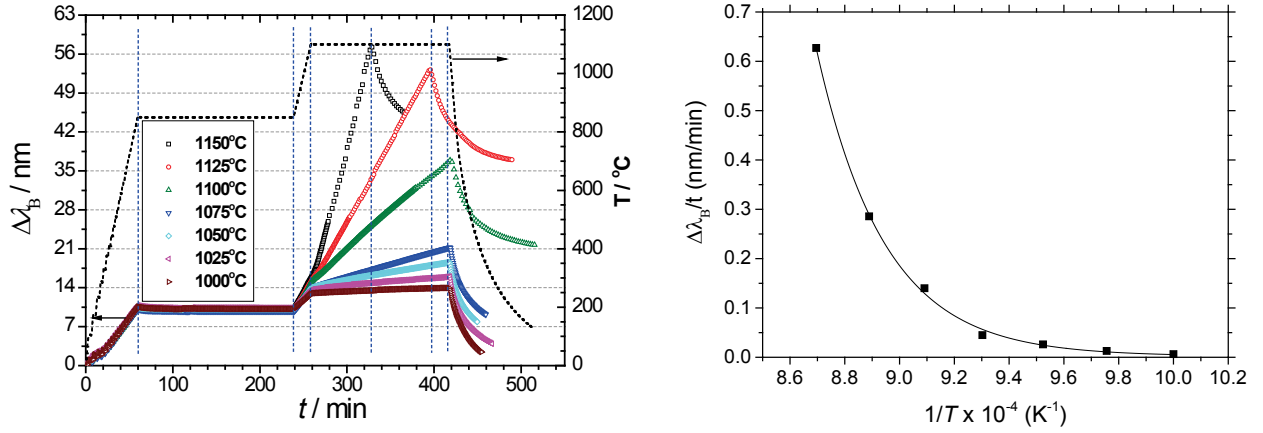 63
56
49
42
35
28
21
14
7
0
Δλ_B / nm
1200
1000
800
600
400
200
0
T / °C
1150°C
1125°C
1100°C
1075°C
1050°C
1025°C
1000°C
0 100 200 300 400 500
t / min
0.7
0.6
0.5
0.4
0.3
0.2
0.1
0.0
Δλ_B/t (nm/min)
8.6 8.8 9.0 9.2 9.4 9.6 9.8 10.0 10.2
1/T x 10⁻⁴ (K⁻¹)